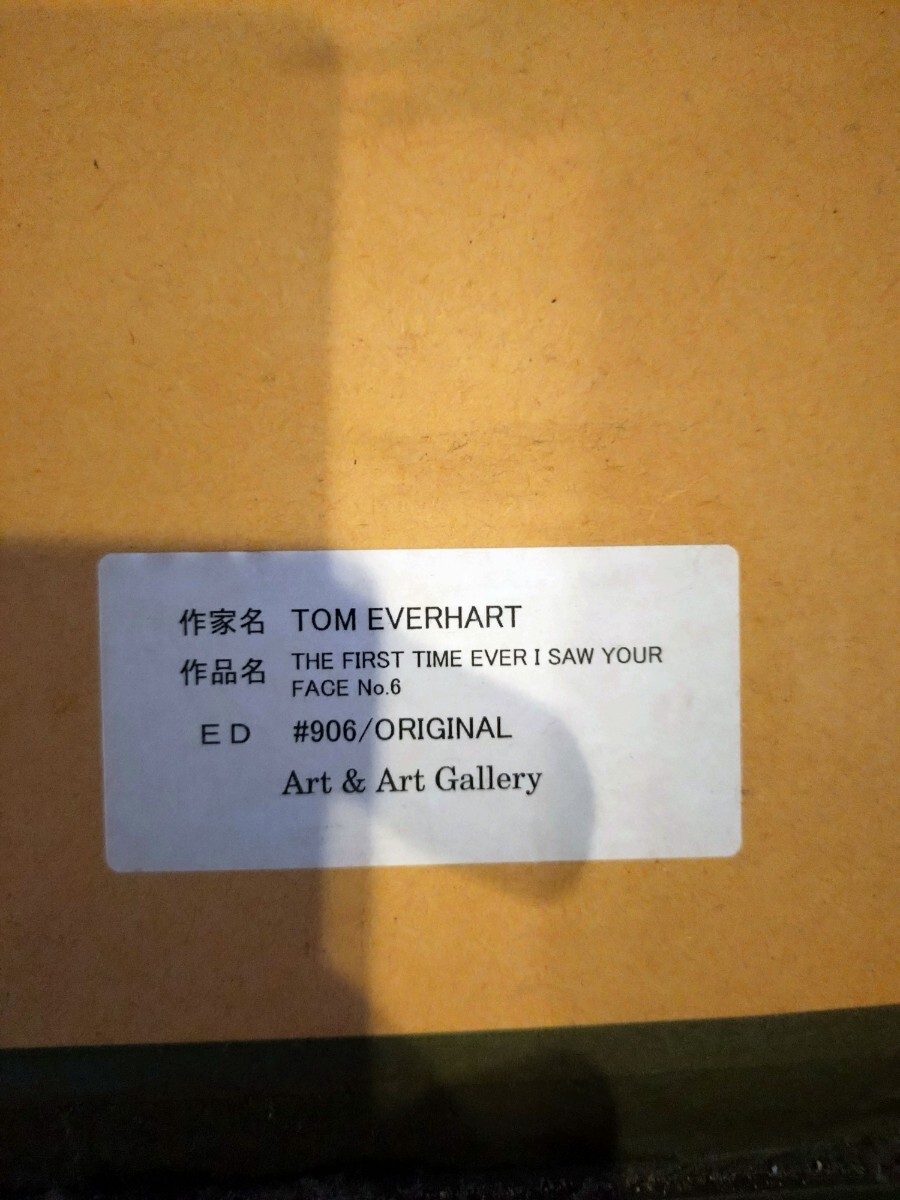 作家名 TOM EVERHART
作品名 THE FIRST TIME EVER I SAW YOUR
FACE No.6
ED #906/ORIGINAL
Art & Art Gallery